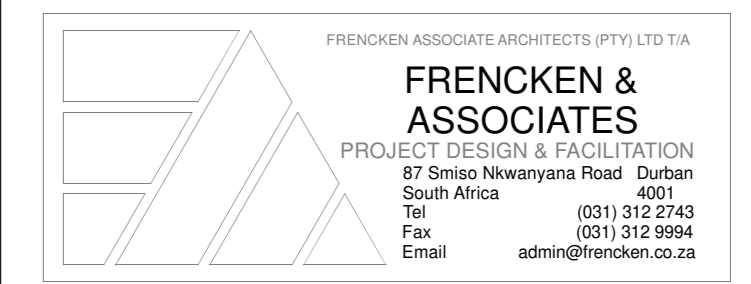 FRENCKEN ASSOCIATE ARCHITECTS (PTY) LTD T/A
FRENCKEN &
ASSOCIATES
PROJECT DESIGN & FACILITATION
87 Smiso Nkwanyana Road Durban
South Africa 4001
Tel (031) 312 2743
Fax (031) 312 9994
Email admin@frencken.co.za